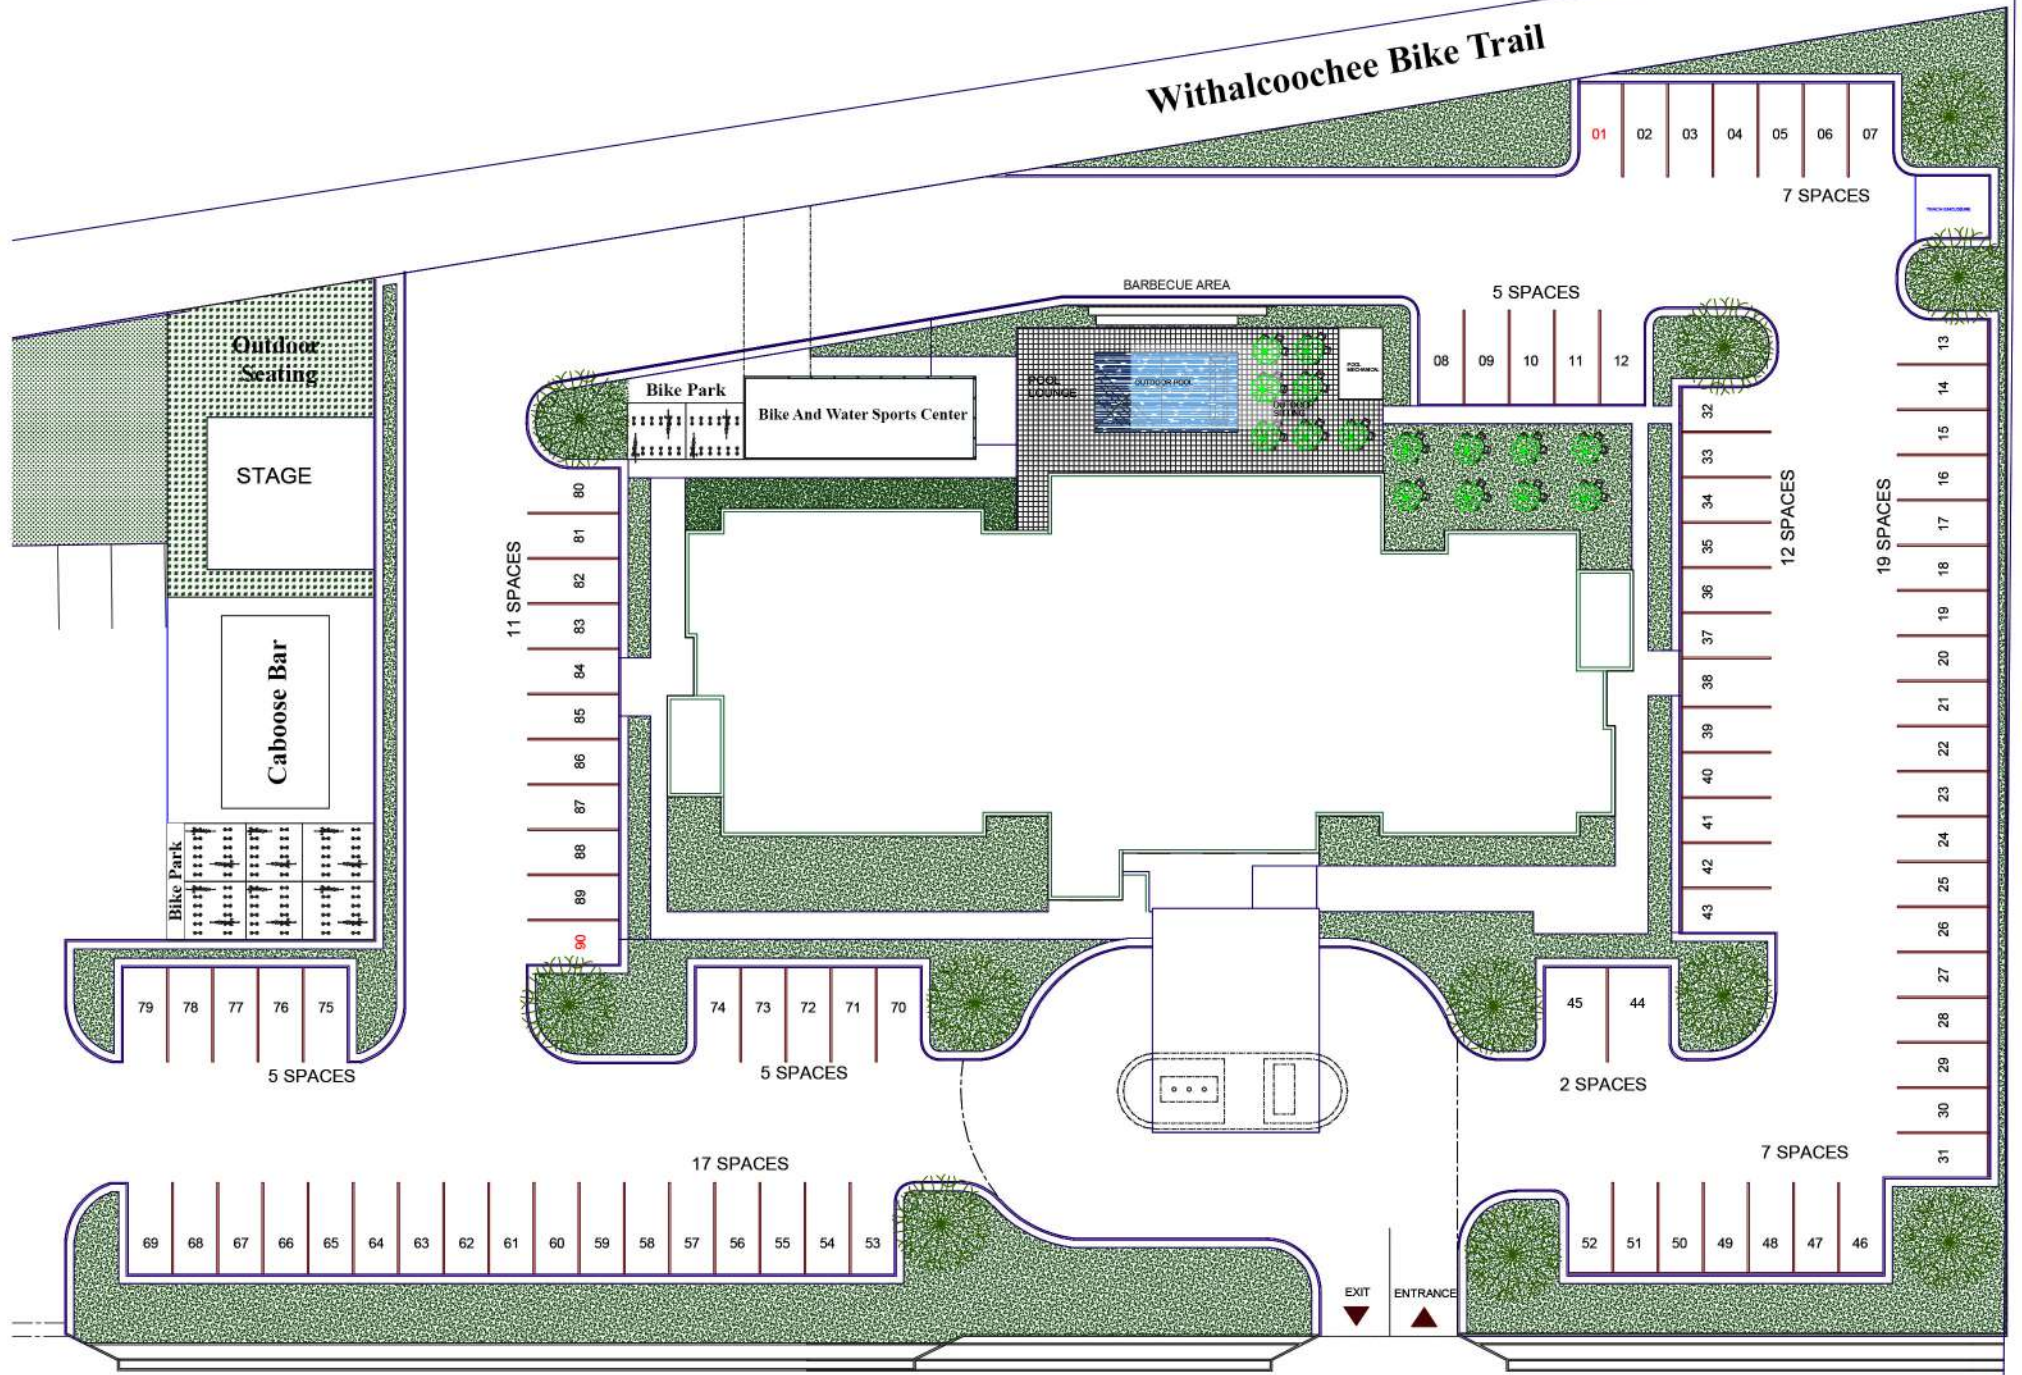 Withalcoochee Bike Trail
01 02 03 04 05 06 07
7 SPACES
TRACH ENCLOSURE
BARBECUE AREA
5 SPACES
08 09 10 11 12
Outdoor
Seating
STAGE
Caboose Bar
Bike Park
Bike Park
Bike And Water Sports Center
POOL
LOUNGE
OUTDOOR POOL
POOL
MECHANICAL
80
81
82
83
84
85
86
87
88
89
90
11 SPACES
32
33
34
35
36
37
38
39
40
41
42
43
12 SPACES
19 SPACES
13
14
15
16
17
18
19
20
21
22
23
24
25
26
27
28
29
30
31
79 78 77 76 75
5 SPACES
74 73 72 71 70
5 SPACES
45 44
2 SPACES
17 SPACES
69 68 67 66 65 64 63 62 61 60 59 58 57 56 55 54 53
7 SPACES
52 51 50 49 48 47 46
EXIT
ENTRANCE